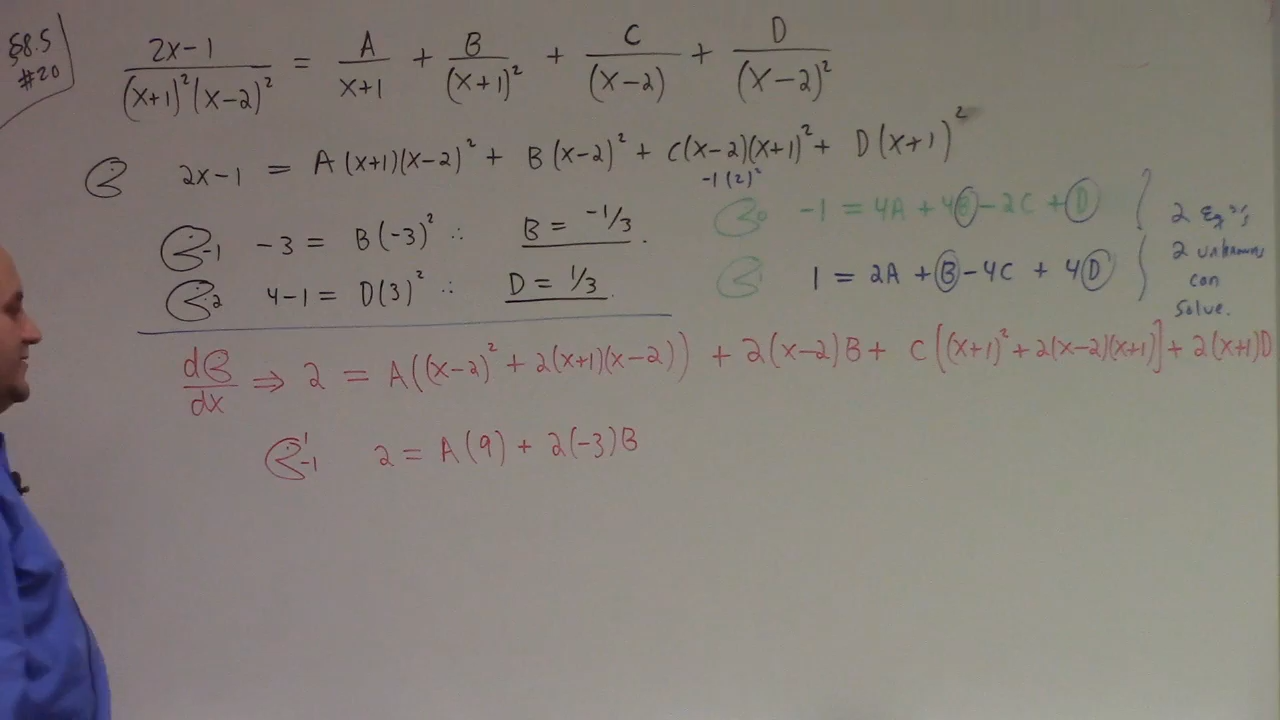 §8.5
#20
(2x-1)/((x+1)²(x-2)²) = A/(x+1) + B/(x+1)² + C/(x-2) + D/(x-2)²
2x-1 = A(x+1)(x-2)² + B(x-2)² + C(x-2)(x+1)² + D(x+1)²
-1(2)²
-1 -3 = B(-3)² ∴ B = -1/3.
2 4-1 = D(3)² ∴ D = 1/3.
0 -1 = 4A + 4B - 2C + D
1 1 = 2A + B - 4C + 4D
2 Eqⁿs,
2 unknowns
can
solve.
d/dx ⇒ 2 = A((x-2)² + 2(x+1)(x-2)) + 2(x-2)B + C((x+1)² + 2(x-2)(x+1)] + 2(x+1)D
'-1 2 = A(9) + 2(-3)B